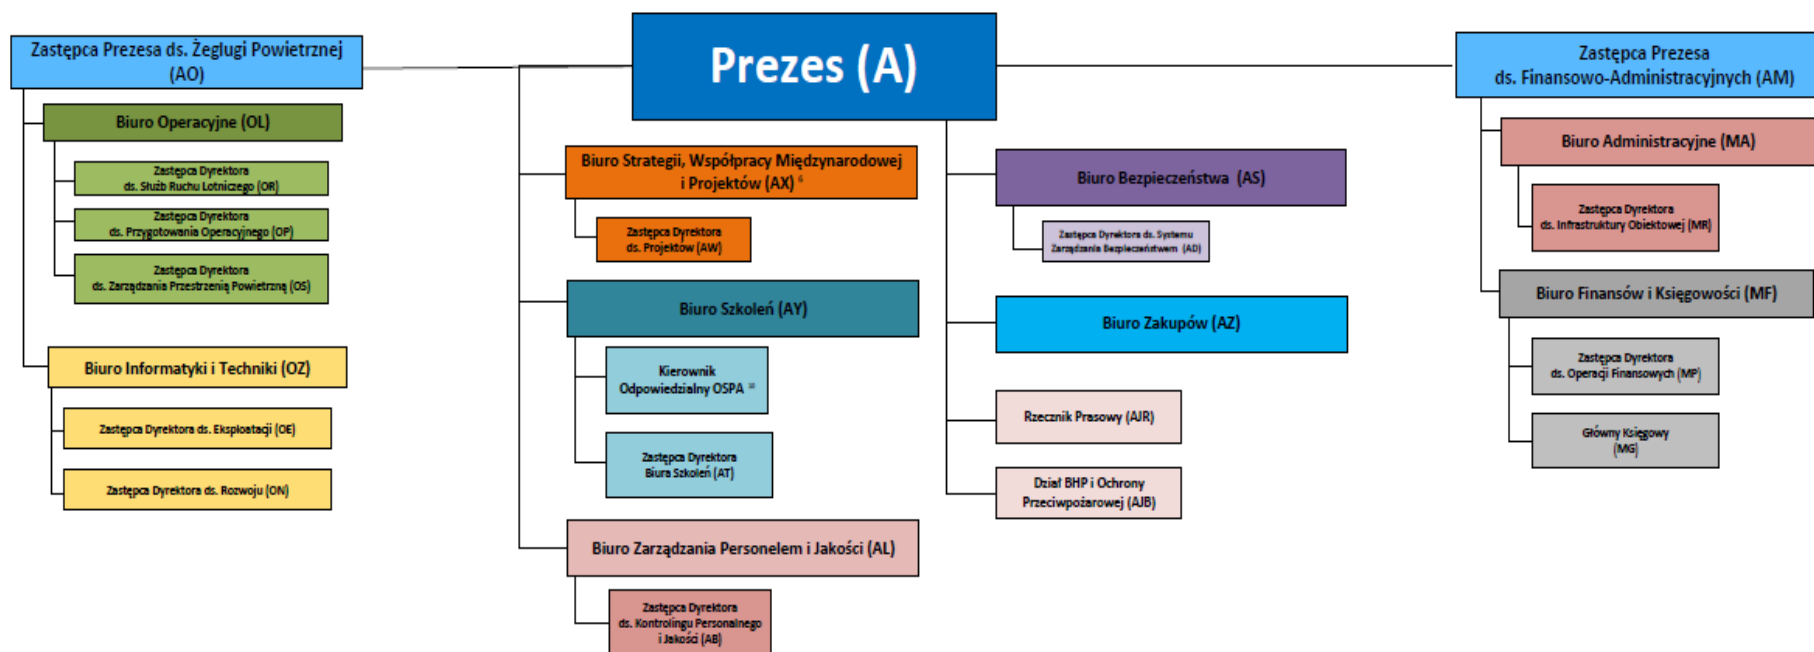 Zastępca Prezesa ds. Żeglugi Powietrznej
(AO)
Biuro Operacyjne (OL)
Zastępca Dyrektora
ds. Służb Ruchu Lotniczego (OR)
Zastępca Dyrektora
ds. Przygotowania Operacyjnego (OP)
Zastępca Dyrektora
ds. Zarządzania Przestrzenią Powietrzną (OS)
Biuro Informatyki i Techniki (OZ)
Zastępca Dyrektora ds. Eksploatacji (OE)
Zastępca Dyrektora ds. Rozwoju (ON)
Prezes (A)
Biuro Strategii, Współpracy Międzynarodowej
i Projektów (AX) 6
Zastępca Dyrektora
ds. Projektów (AW)
Biuro Szkoleń (AY)
Kierownik
Odpowiedzialny OSPA
Zastępca Dyrektora
Biura Szkoleń (AT)
Biuro Zarządzania Personelem i Jakości (AL)
Zastępca Dyrektora
ds. Kontrolingu Personalnego
i Jakości (AB)
Biuro Bezpieczeństwa (AS)
Zastępca Dyrektora ds. Systemu
Zarządzania Bezpieczeństwem (AD)
Biuro Zakupów (AZ)
Rzecznik Prasowy (AJR)
Dział BHP i Ochrony
Przeciwpożarowej (AJB)
Zastępca Prezesa
ds. Finansowo-Administracyjnych (AM)
Biuro Administracyjne (MA)
Zastępca Dyrektora
ds. Infrastruktury Obiektowej (MR)
Biuro Finansów i Księgowości (MF)
Zastępca Dyrektora
ds. Operacji Finansowych (MP)
Główny Księgowy
(MG)